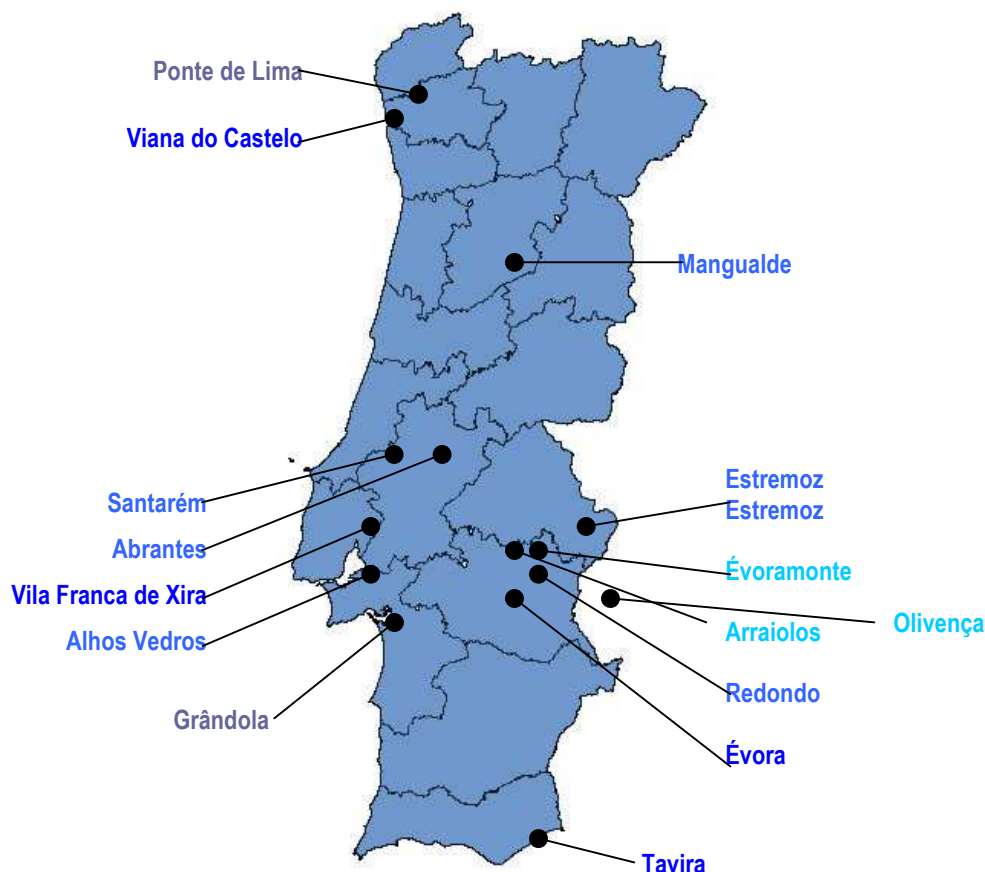 Ponte de Lima
Viana do Castelo
Mangualde
Santarém
Estremoz
Estremoz
Abrantes
Évoramonte
Vila Franca de Xira
Olivença
Arraiolos
Alhos Vedros
Redondo
Grândola
Évora
Tavira